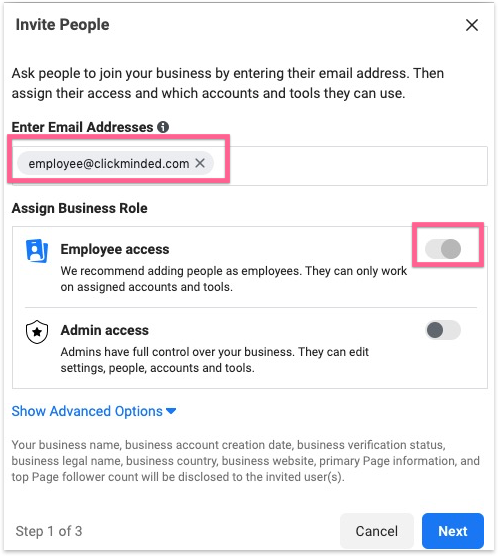 Invite People
Ask people to join your business by entering their email address. Then
assign their access and which accounts and tools they can use.
Enter Email Addresses
employee@clickminded.com
Assign Business Role
Employee access
We recommend adding people as employees. They can only work
on assigned accounts and tools.
Admin access
Admins have full control over your business. They can edit
settings, people, accounts and tools.
Show Advanced Options
Your business name, business account creation date, business verification status,
business legal name, business country, business website, primary Page information, and
top Page follower count will be disclosed to the invited user(s).
Step 1 of 3
Cancel
Next